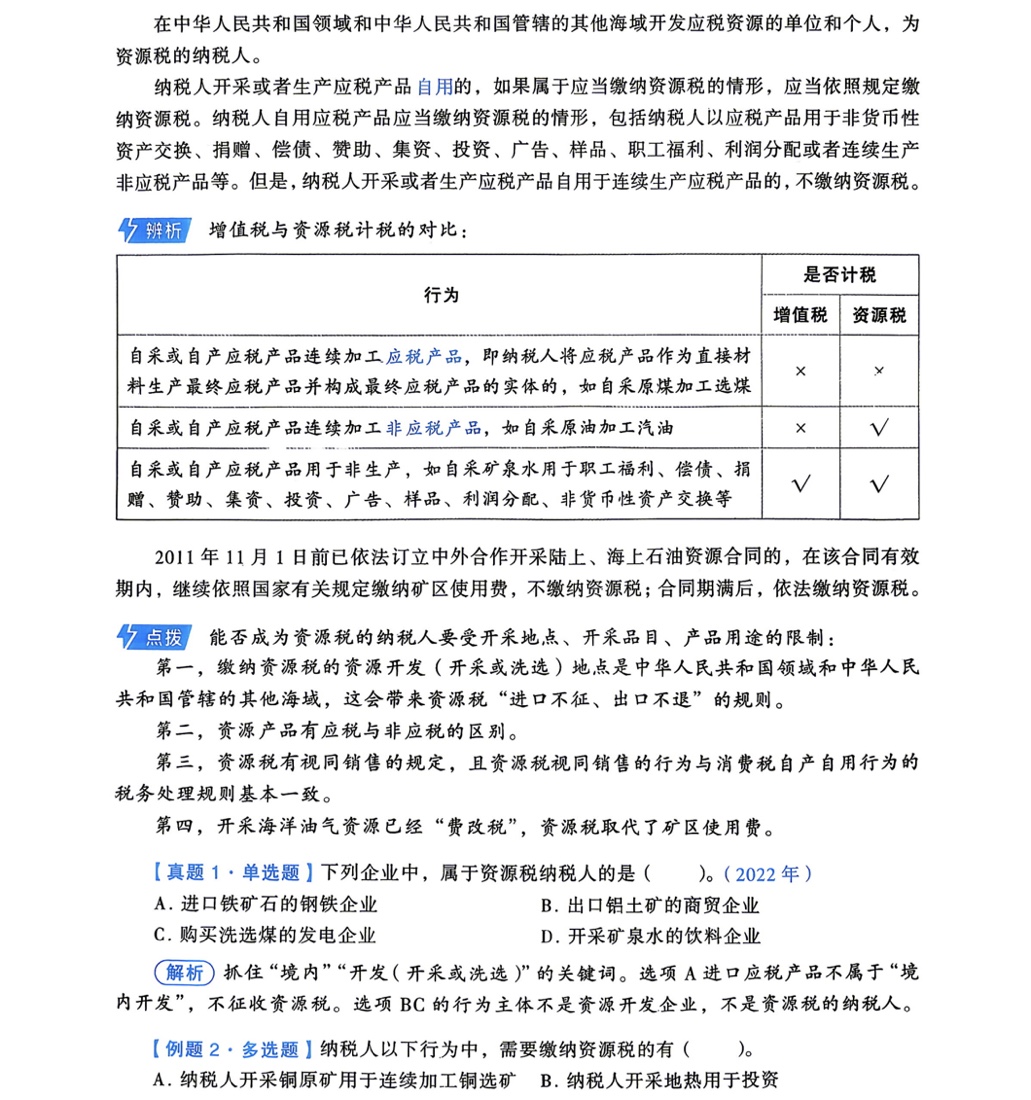 在中华人民共和国领域和中华人民共和国管辖的其他海域开发应税资源的单位和个人，为
资源税的纳税人。
纳税人开采或者生产应税产品自用的，如果属于应当缴纳资源税的情形，应当依照规定缴
纳资源税。纳税人自用应税产品应当缴纳资源税的情形，包括纳税人以应税产品用于非货币性
资产交换、捐赠、偿债、赞助、集资、投资、广告、样品、职工福利、利润分配或者连续生产
非应税产品等。但是，纳税人开采或者生产应税产品自用于连续生产应税产品的，不缴纳资源税。
辨析 增值税与资源税计税的对比：
行为
是否计税
增值税 资源税
自采或自产应税产品连续加工应税产品，即纳税人将应税产品作为直接材
料生产最终应税产品并构成最终应税产品的实体的，如自采原煤加工选煤
× ×
自采或自产应税产品连续加工非应税产品，如自采原油加工汽油 × √
自采或自产应税产品用于非生产，如自采矿泉水用于职工福利、偿债、捐
赠、赞助、集资、投资、广告、样品、利润分配、非货币性资产交换等
√ √
2011 年 11 月 1 日前已依法订立中外合作开采陆上、海上石油资源合同的，在该合同有效
期内，继续依照国家有关规定缴纳矿区使用费，不缴纳资源税；合同期满后，依法缴纳资源税。
点拨 能否成为资源税的纳税人要受开采地点、开采品目、产品用途的限制：
第一，缴纳资源税的资源开发（开采或洗选）地点是中华人民共和国领域和中华人民
共和国管辖的其他海域，这会带来资源税“进口不征、出口不退”的规则。
第二，资源产品有应税与非应税的区别。
第三，资源税有视同销售的规定，且资源税视同销售的行为与消费税自产自用行为的
税务处理规则基本一致。
第四，开采海洋油气资源已经“费改税”，资源税取代了矿区使用费。
【真题 1·单选题】下列企业中，属于资源税纳税人的是（　　）。（2022 年）
A. 进口铁矿石的钢铁企业 B. 出口铝土矿的商贸企业
C. 购买洗选煤的发电企业 D. 开采矿泉水的饮料企业
解析 抓住“境内”“开发（开采或洗选）”的关键词。选项 A 进口应税产品不属于“境
内开发”，不征收资源税。选项 BC 的行为主体不是资源开发企业，不是资源税的纳税人。
【例题 2·多选题】纳税人以下行为中，需要缴纳资源税的有（　　）。
A. 纳税人开采铜原矿用于连续加工铜选矿 B. 纳税人开采地热用于投资